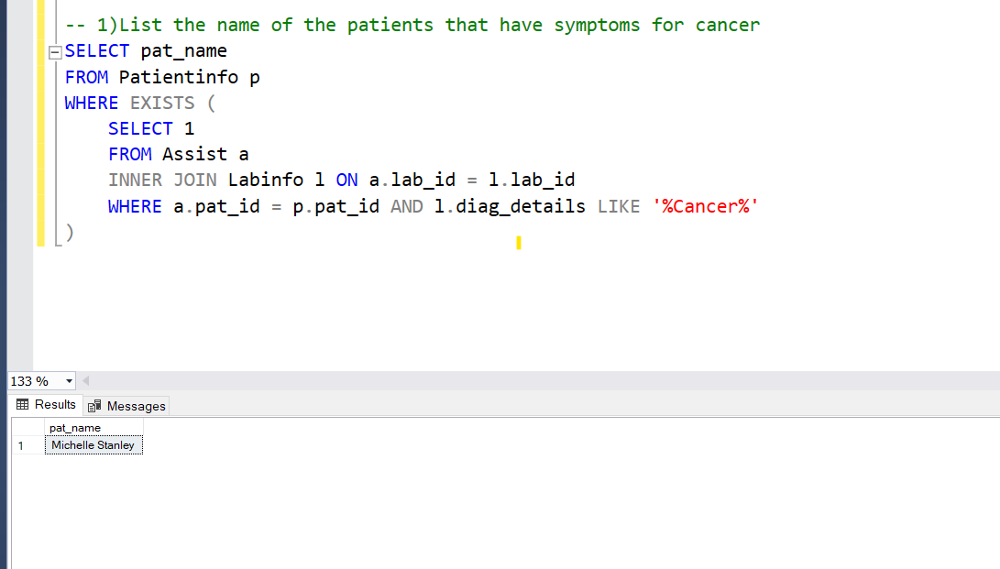 -- 1)List the name of the patients that have symptoms for cancer
SELECT pat_name
FROM Patientinfo p
WHERE EXISTS (
    SELECT 1
    FROM Assist a
    INNER JOIN Labinfo l ON a.lab_id = l.lab_id
    WHERE a.pat_id = p.pat_id AND l.diag_details LIKE '%Cancer%'
)
133 %
Results Messages
pat_name
1 Michelle Stanley